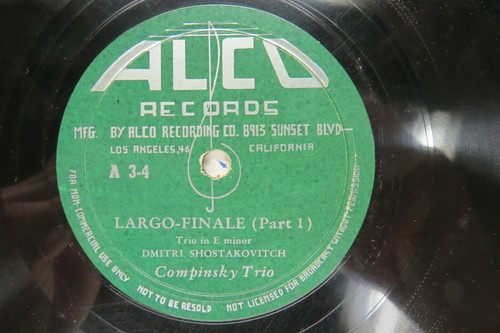 ALCO
RECORDS
MFG. BY ALCO RECORDING CO. 8913 SUNSET BLVD—
LOS ANGELES, 46 CALIFORNIA
A 3-4
LARGO-FINALE (Part 1)
Trio in E minor
DMITRI SHOSTAKOVITCH
Compinsky Trio
FOR NON-COMMERCIAL USE ONLY NOT TO BE RESOLD NOT LICENSED FOR BROADCAST WITHOUT PERMISSION